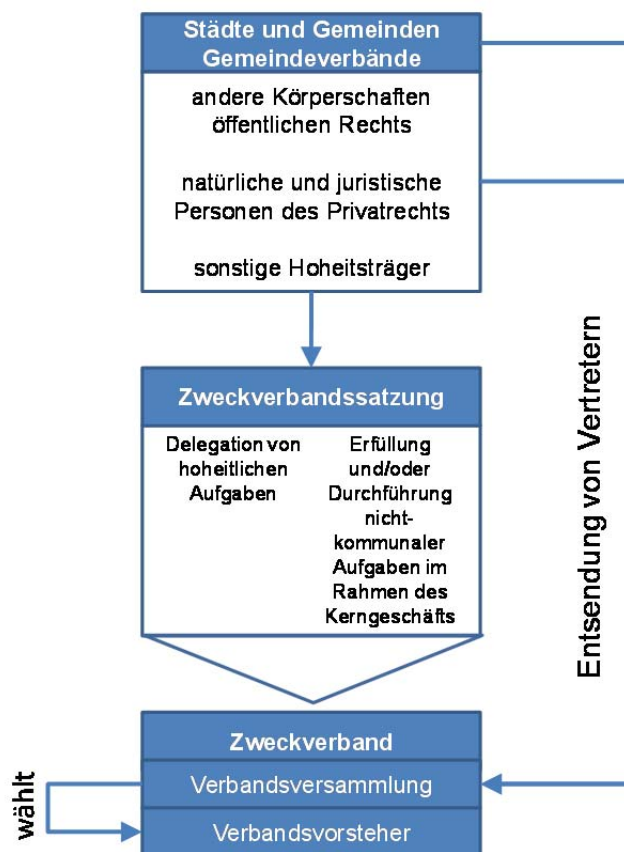 Städte und Gemeinden
Gemeindeverbände
andere Körperschaften
öffentlichen Rechts
natürliche und juristische
Personen des Privatrechts
sonstige Hoheitsträger
Zweckverbandssatzung
Delegation von
hoheitlichen
Aufgaben
Erfüllung
und/oder
Durchführung
nicht-
kommunaler
Aufgaben im
Rahmen des
Kerngeschäfts
Entsendung von Vertretern
Zweckverband
Verbandsversammlung
Verbandsvorsteher
wählt